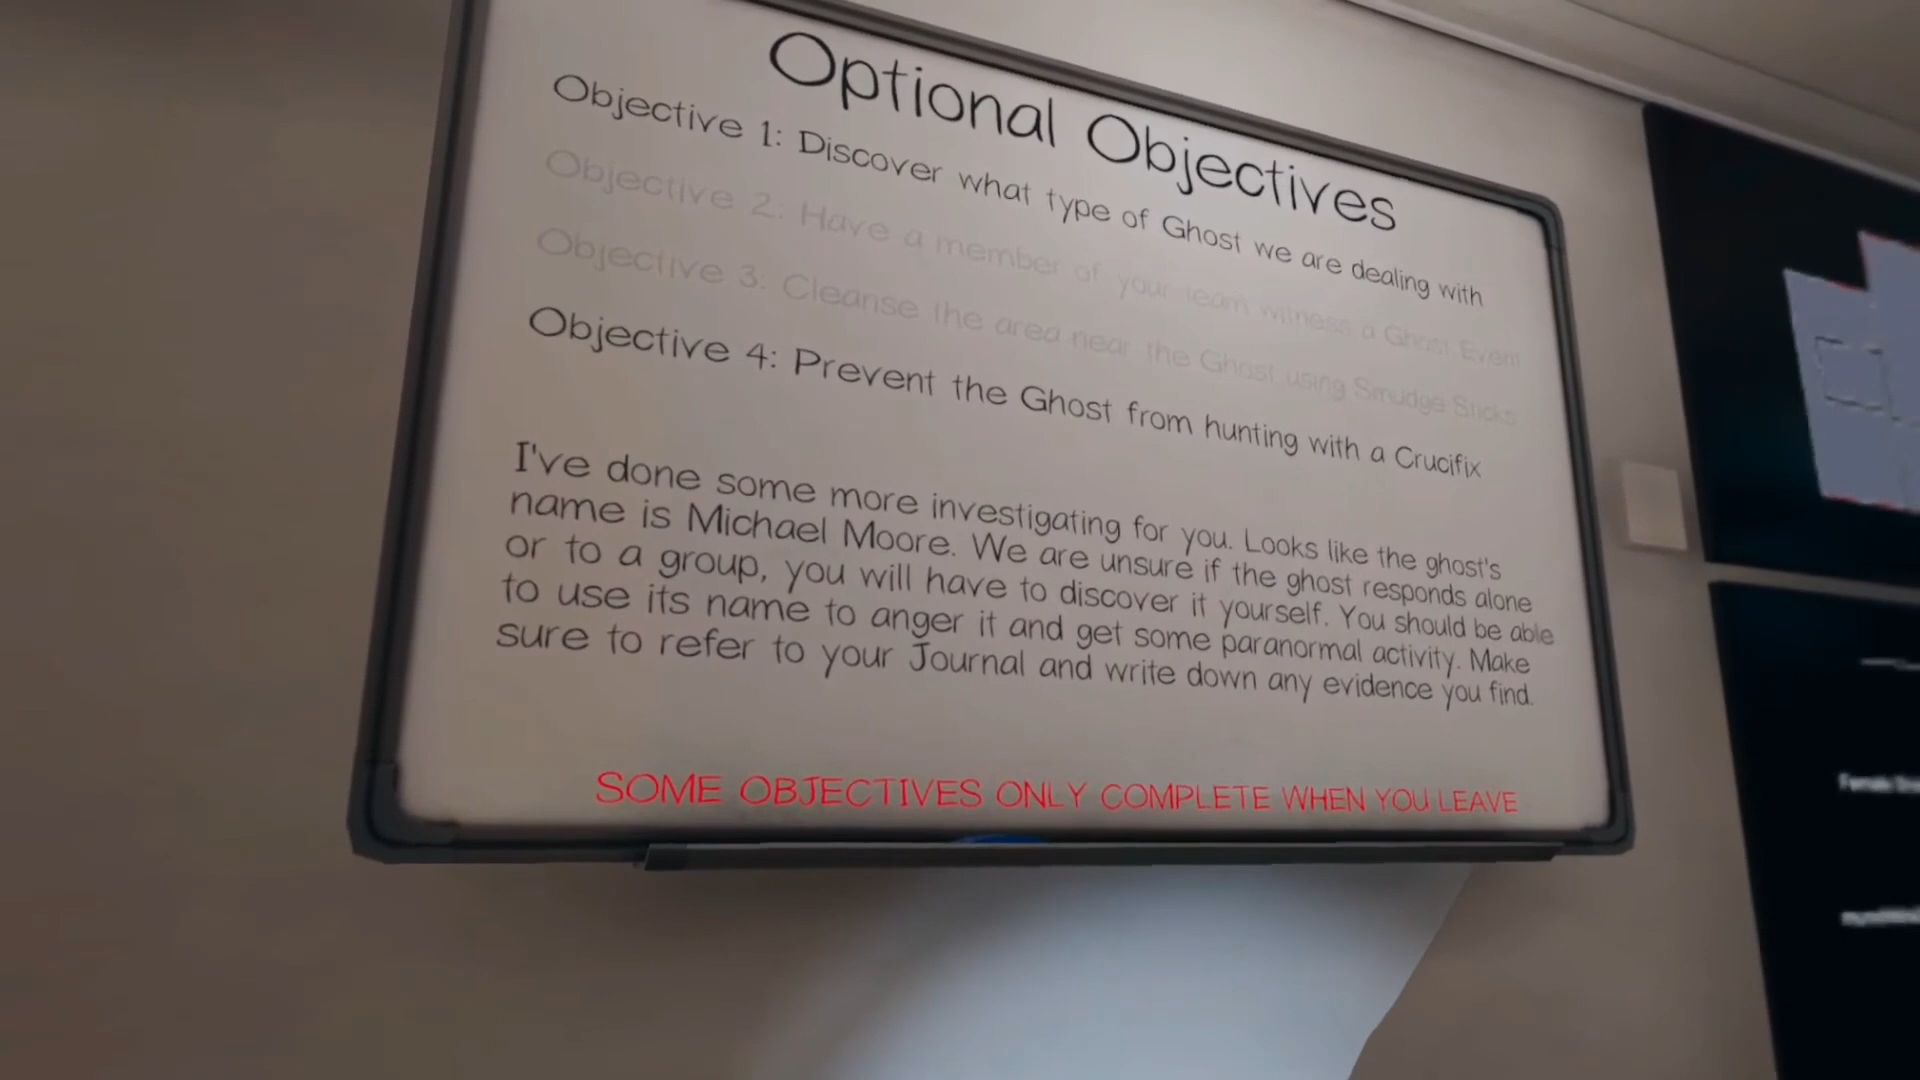 Optional Objectives
Objective 1: Discover what type of Ghost we are dealing with
Objective 2: Have a member of your team witness a Ghost Event
Objective 3: Cleanse the area near the Ghost using Smudge Sticks
Objective 4: Prevent the Ghost from hunting with a Crucifix
I've done some more investigating for you. Looks like the ghost's
name is Michael Moore. We are unsure if the ghost responds alone
or to a group, you will have to discover it yourself. You should be able
to use its name to anger it and get some paranormal activity. Make
sure to refer to your Journal and write down any evidence you find.
SOME OBJECTIVES ONLY COMPLETE WHEN YOU LEAVE